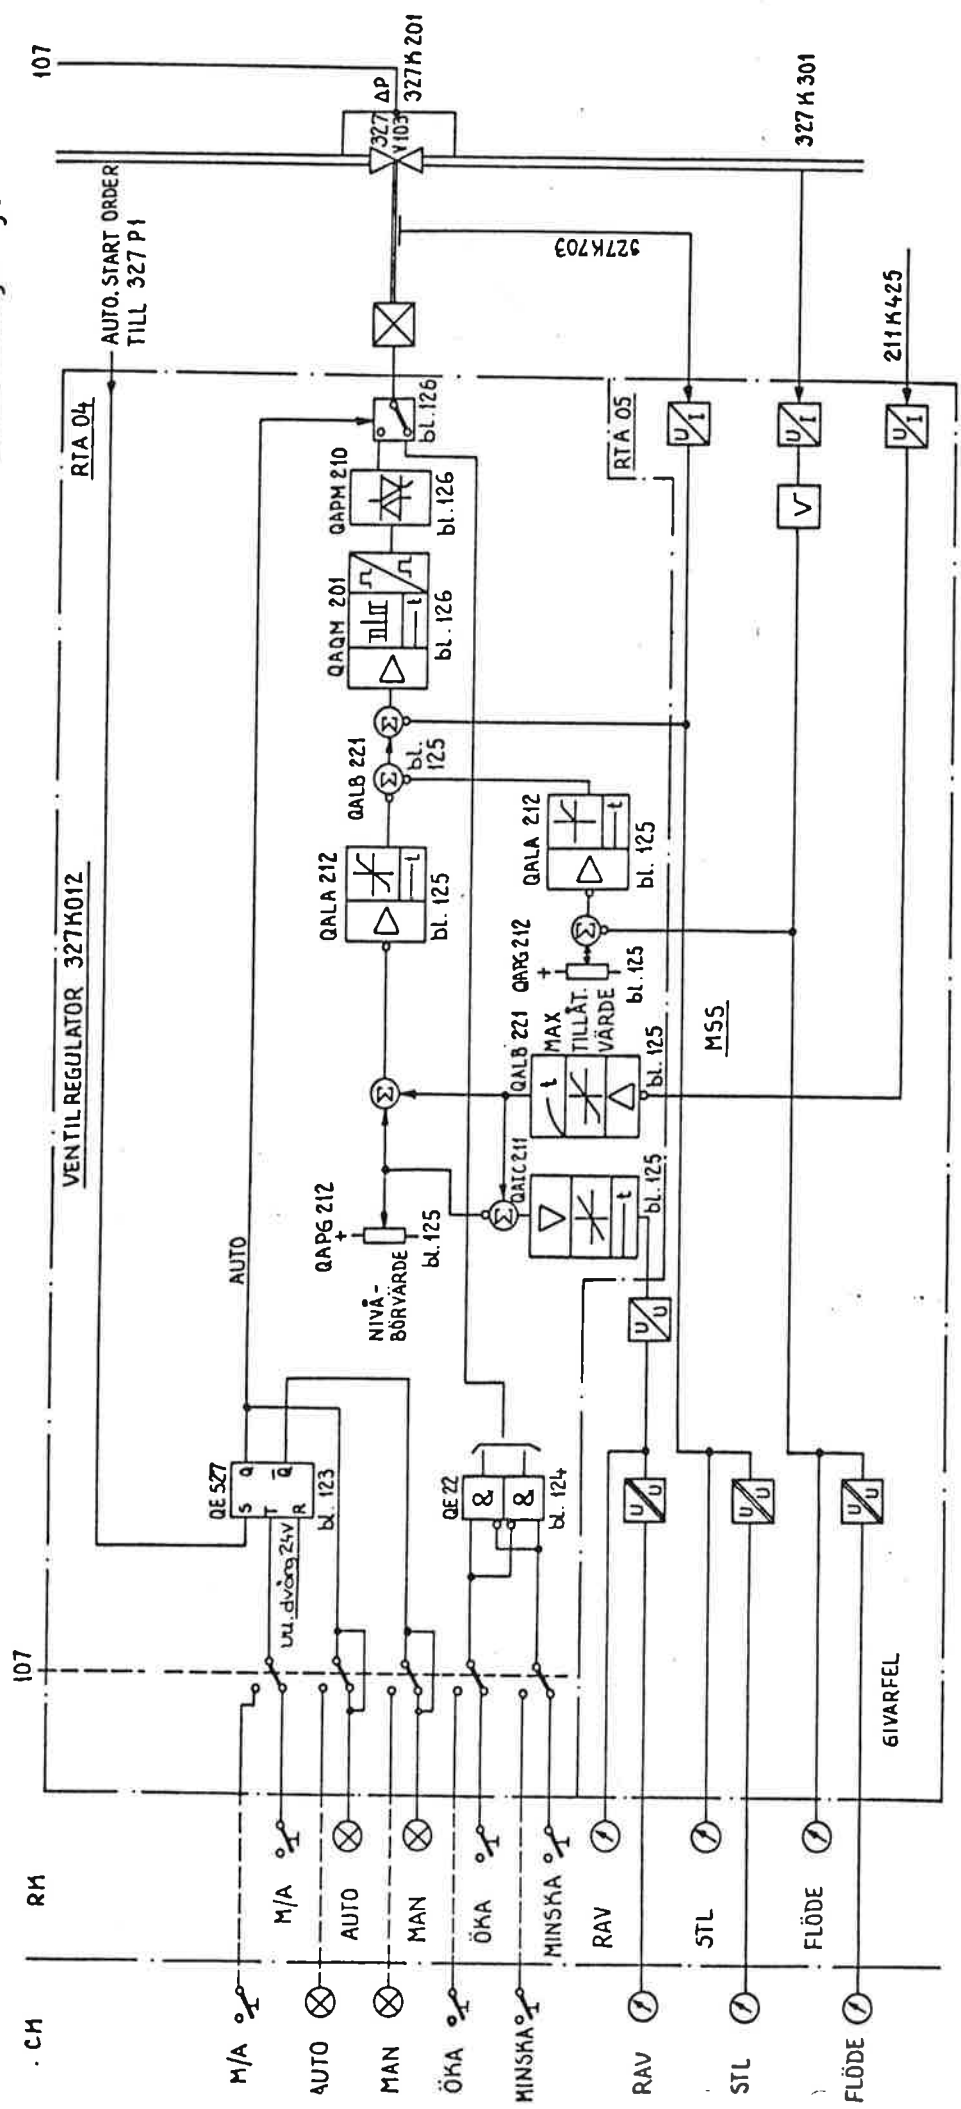 CM
RM
107
M/A
M/A
AUTO
AUTO
MAN
MAN
ÖKA
ÖKA
MINSKA
MINSKA
RAV
RAV
STL
STL
FLÖDE
FLÖDE
GIVARFEL
VENTILREGULATOR 327K012
RTA 04
AUTO. START ORDER
TILL 327 P1
107
QE 527
S
Q
T
Q
R
bl. 123
AUTO
QE 22
&
&
bl. 124
QAPG 212
+
NIVÅ-
BÖRVÄRDE
bl. 125
Σ
QALA 212
t
bl. 125
QALB 221
Σ
Σ
bl.
125
QAQM 201
t
bl. 126
QAPM 210
bl. 126
bl. 126
327
V103
ΔP
327K201
327K703
327K301
211K425
Σ
QAIC 211
t
bl. 125
QALB 221
t
bl. 125
QAPG 212
+
MAX
TILLÅT.
VÄRDE
bl. 125
Σ
QALA 212
t
bl. 125
RTA 05
MSS
U/I
U/I
√
U/I
U/U
U/U
U/U
U/U